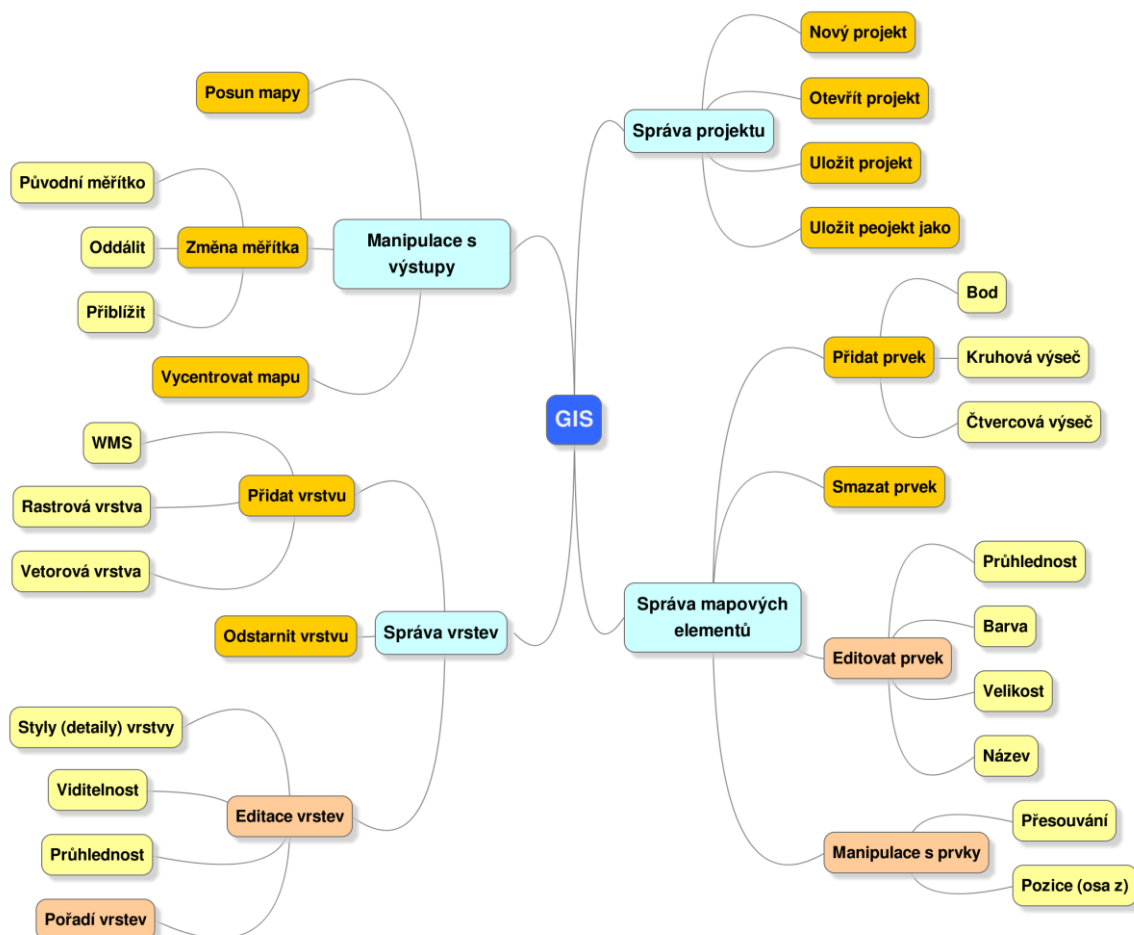 GIS
Správa projektu
Nový projekt
Otevřít projekt
Uložit projekt
Uložit peojekt jako
Správa mapových
elementů
Přidat prvek
Bod
Kruhová výseč
Čtvercová výseč
Smazat prvek
Editovat prvek
Průhlednost
Barva
Velikost
Název
Manipulace s prvky
Přesouvání
Pozice (osa z)
Manipulace s
výstupy
Posun mapy
Změna měřítka
Původní měřítko
Oddálit
Přiblížit
Vycentrovat mapu
Správa vrstev
Přidat vrstvu
WMS
Rastrová vrstva
Vetorová vrstva
Odstarnit vrstvu
Editace vrstev
Styly (detaily) vrstvy
Viditelnost
Průhlednost
Pořadí vrstev